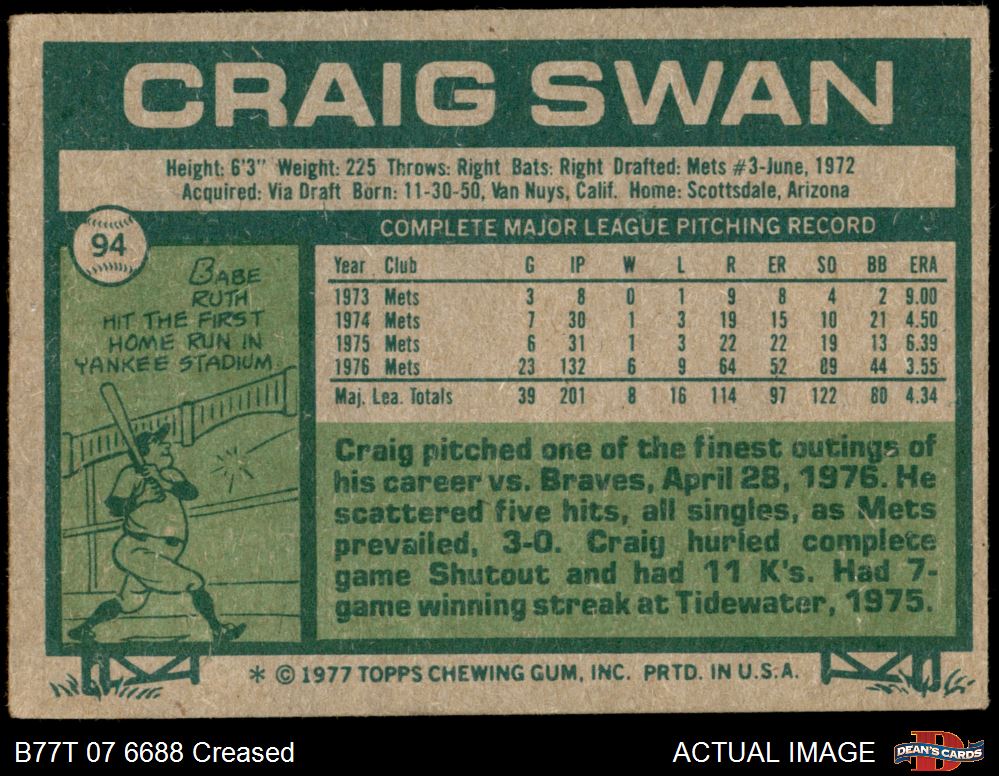 CRAIG SWAN
Height: 6'3" Weight: 225 Throws: Right Bats: Right Drafted: Mets #3-June, 1972
Acquired: Via Draft Born: 11-30-50, Van Nuys, Calif. Home: Scottsdale, Arizona
94
BABE
RUTH
HIT THE FIRST
HOME RUN IN
YANKEE STADIUM.
COMPLETE MAJOR LEAGUE PITCHING RECORD
Year Club G IP W L R ER SO BB ERA
1973 Mets 3 8 0 1 9 8 4 2 9.00
1974 Mets 7 30 1 3 19 15 10 21 4.50
1975 Mets 6 31 1 3 22 22 19 13 6.39
1976 Mets 23 132 6 9 64 52 89 44 3.55
Maj. Lea. Totals 39 201 8 16 114 97 122 80 4.34
Craig pitched one of the finest outings of
his career vs. Braves, April 28, 1976. He
scattered five hits, all singles, as Mets
prevailed, 3-0. Craig hurled complete
game Shutout and had 11 K's. Had 7-
game winning streak at Tidewater, 1975.
* © 1977 TOPPS CHEWING GUM, INC. PRTD. IN U.S.A.
B77T 07 6688 Creased
ACTUAL IMAGE
D
DEAN'S CARDS